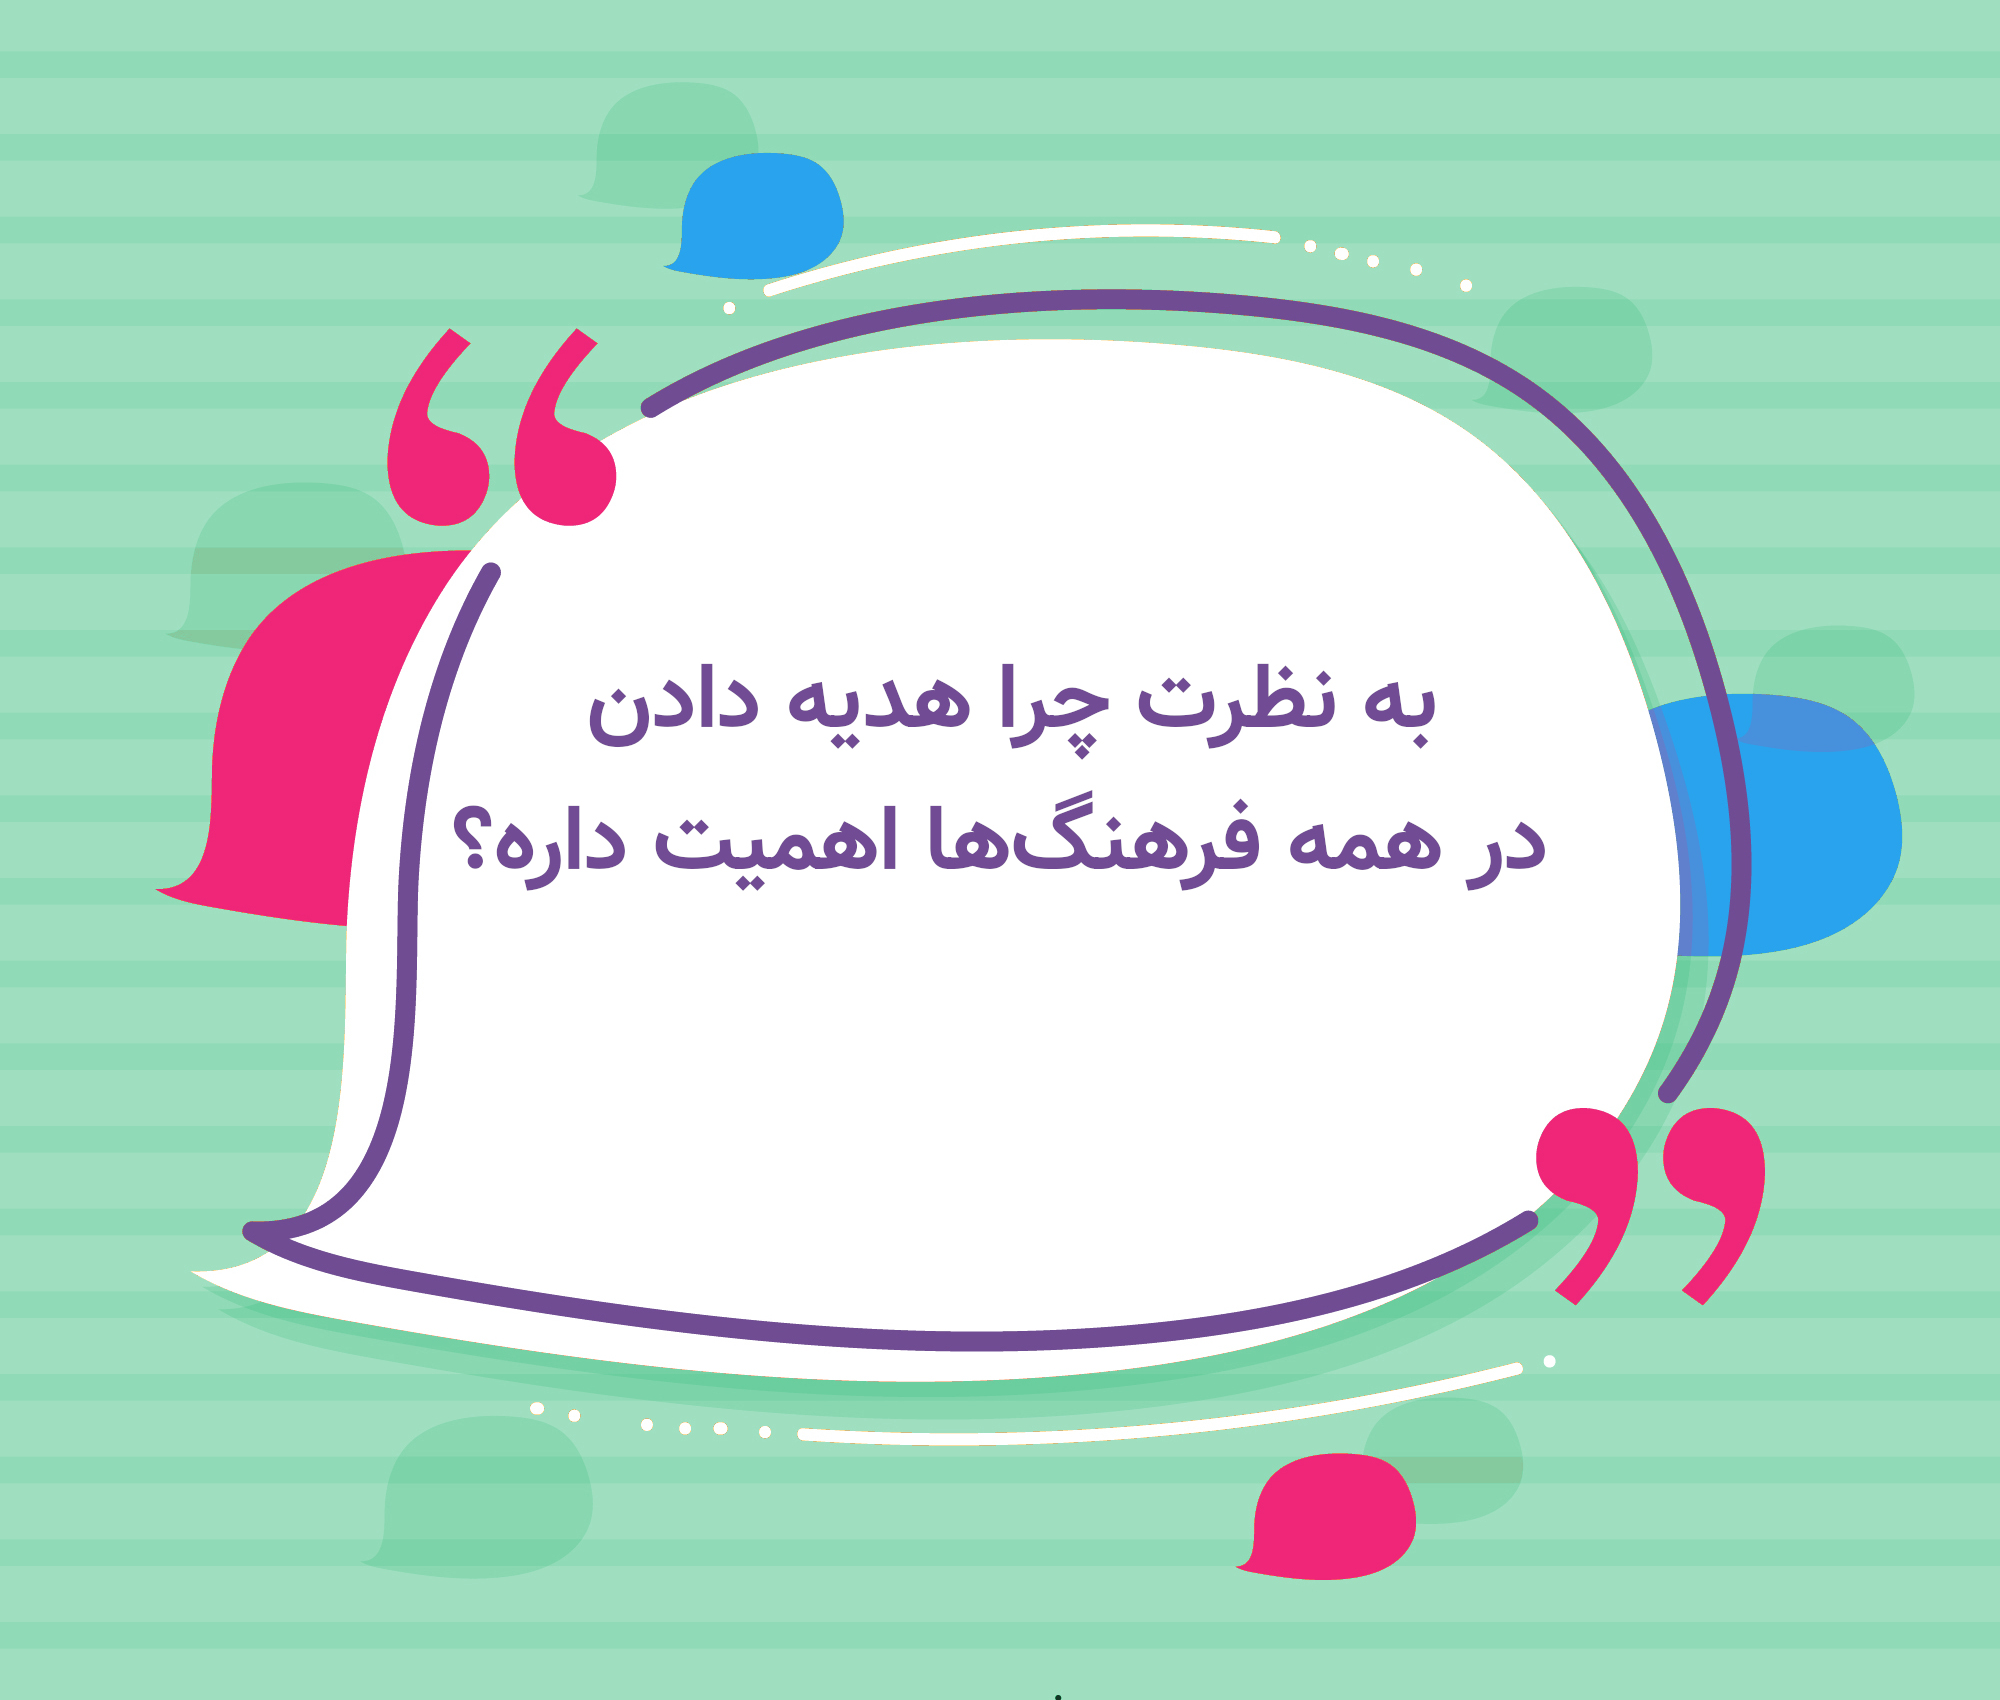 به نظرت چرا هدیه دادن
در همه فرهنگ‌ها اهمیت داره؟